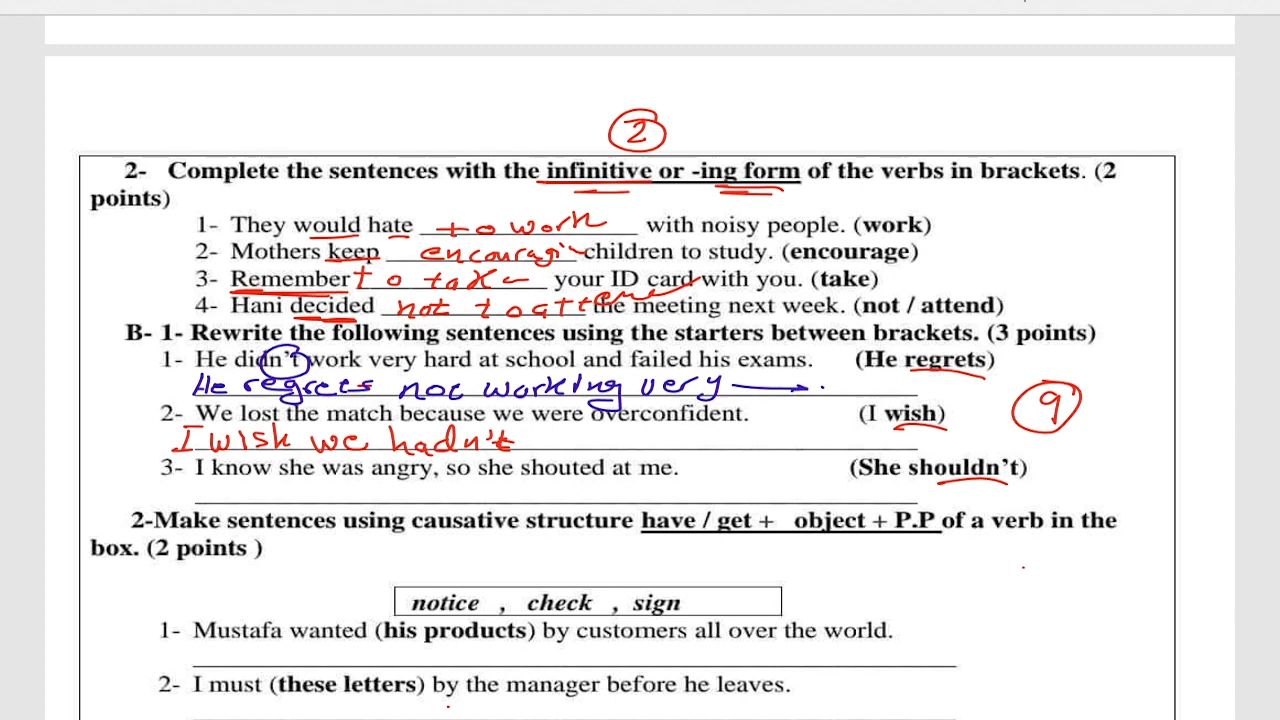 2
2- Complete the sentences with the infinitive or -ing form of the verbs in brackets. (2
points)
1- They would hate to work with noisy people. (work)
2- Mothers keep encouraging children to study. (encourage)
3- Remember to take your ID card with you. (take)
4- Hani decided not to attend the meeting next week. (not / attend)
B- 1- Rewrite the following sentences using the starters between brackets. (3 points)
1- He didn't work very hard at school and failed his exams. (He regrets)
He regrets not working very
9
2- We lost the match because we were overconfident. (I wish)
I wish we hadn't
3- I know she was angry, so she shouted at me. (She shouldn't)
2-Make sentences using causative structure have / get + object + P.P of a verb in the
box. (2 points )
notice , check , sign
1- Mustafa wanted (his products) by customers all over the world.
2- I must (these letters) by the manager before he leaves.